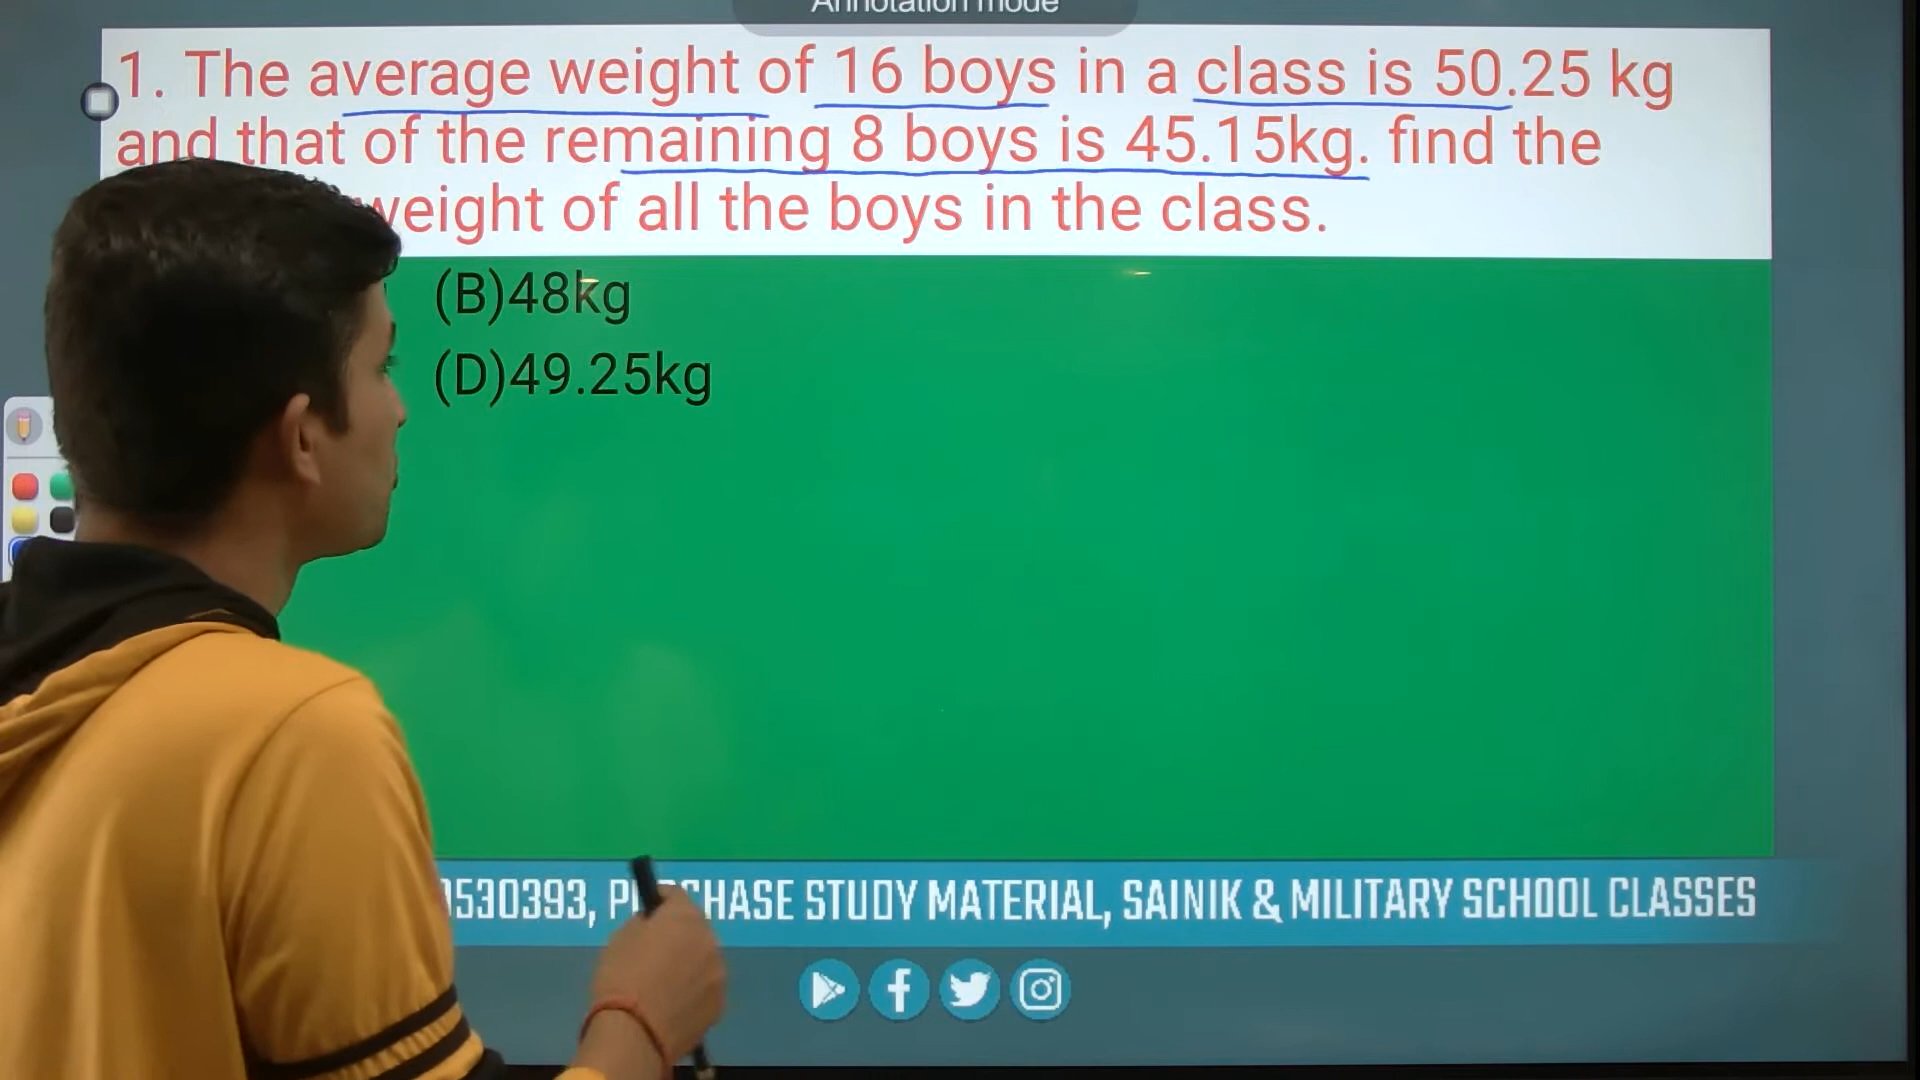 Annotation mode
1. The average weight of 16 boys in a class is 50.25 kg
and that of the remaining 8 boys is 45.15kg. find the
weight of all the boys in the class.
(B)48kg
(D)49.25kg
530393, HASE STUDY MATERIAL, SAINIK & MILITARY SCHOOL CLASSES